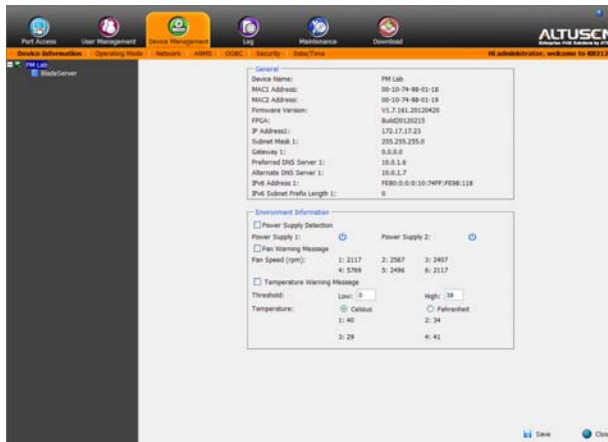 Port Access User Management Device Management Log Maintenance Download
ALTUSCN
Device Information Operating Mode Network ANMS OOBC Security Date/Time
Hi administrator, welcome to
PM Lab
BladeServer
General
Device Name: PM Lab
MAC1 Address: 00-10-74-98-01-18
MAC2 Address: 00-10-74-98-01-19
Firmware Version: V1.7.161.20120420
FPGA: Build20120215
IP Address1: 172.17.17.23
Subnet Mask 1: 255.255.255.0
Gateway 1: 0.0.0.0
Preferred DNS Server 1: 10.0.1.6
Alternate DNS Server 1: 10.0.1.7
IPv6 Address 1: FE80:0:0:0:10:74FF:FE98:118
IPv6 Subnet Prefix Length 1: 0
Environment Information
Power Supply Detection
Power Supply 1: Power Supply 2:
Fan Warning Message
Fan Speed (rpm): 1: 2117 2: 2567 3: 2407
4: 5769 5: 2496 6: 2117
Temperature Warning Message
Threshold: Low: 0 High: 38
Temperature: Celsius Fahrenheit
1: 40 2: 34
3: 29 4: 41
Save Close